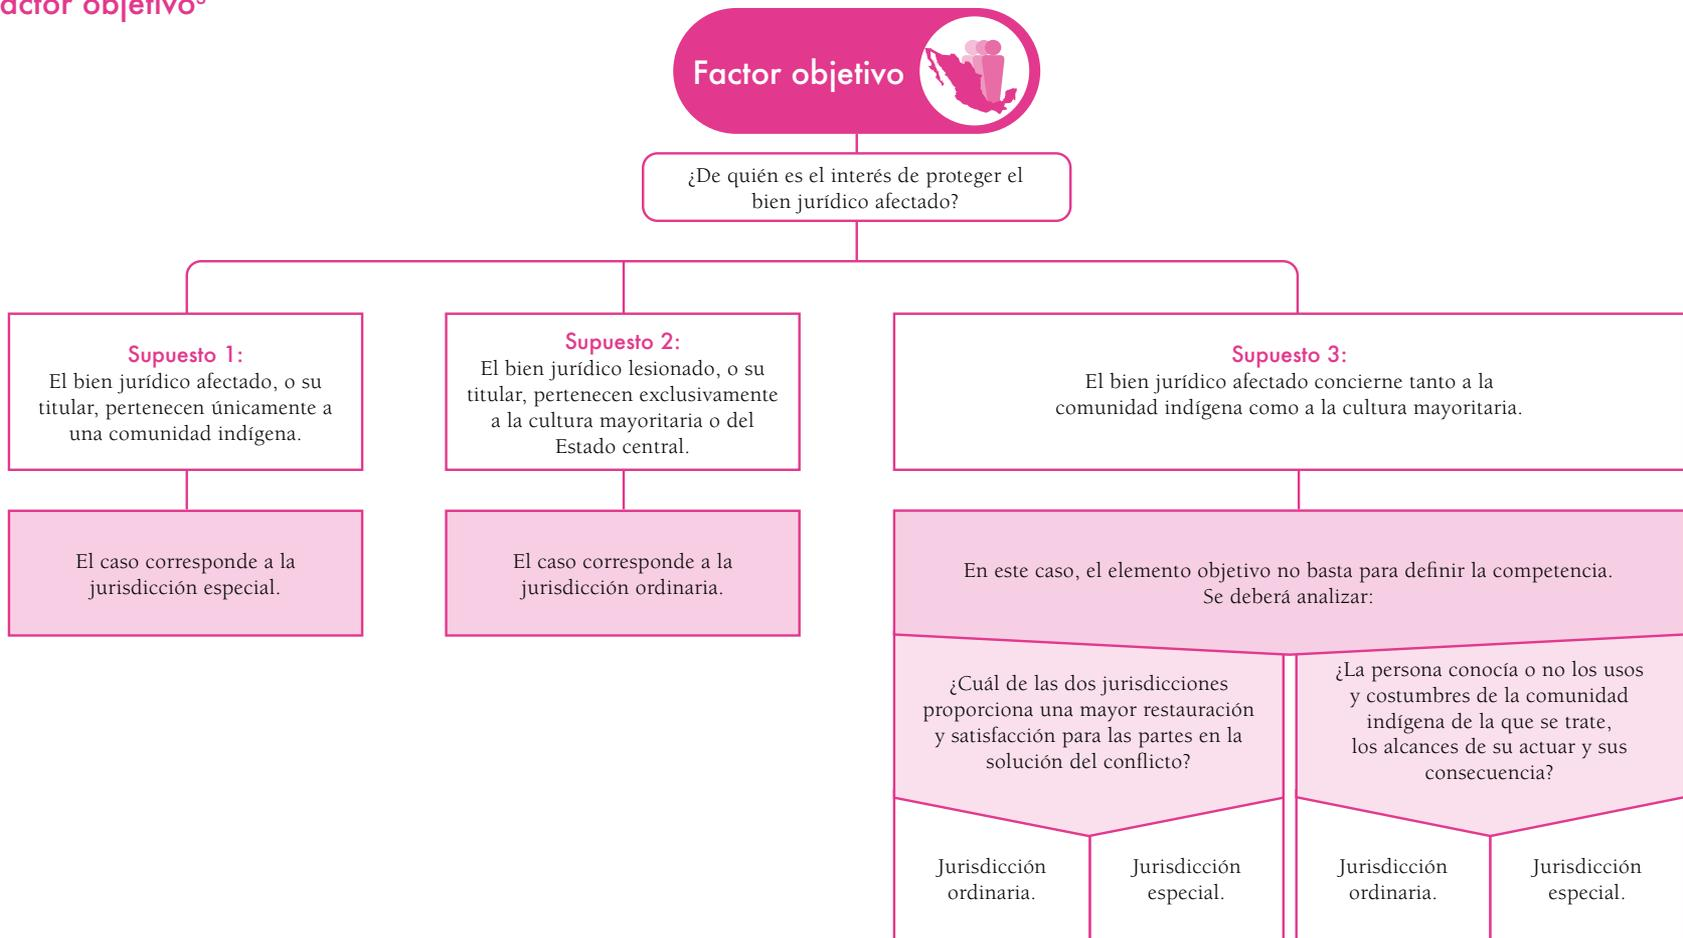 actor objetivo³
Factor objetivo
¿De quién es el interés de proteger el
bien jurídico afectado?
Supuesto 1:
El bien jurídico afectado, o su
titular, pertenecen únicamente a
una comunidad indígena.
El caso corresponde a la
jurisdicción especial.
Supuesto 2:
El bien jurídico lesionado, o su
titular, pertenecen exclusivamente
a la cultura mayoritaria o del
Estado central.
El caso corresponde a la
jurisdicción ordinaria.
Supuesto 3:
El bien jurídico afectado concierne tanto a la
comunidad indígena como a la cultura mayoritaria.
En este caso, el elemento objetivo no basta para definir la competencia.
Se deberá analizar:
¿Cuál de las dos jurisdicciones
proporciona una mayor restauración
y satisfacción para las partes en la
solución del conflicto?
Jurisdicción
ordinaria.
Jurisdicción
especial.
¿La persona conocía o no los usos
y costumbres de la comunidad
indígena de la que se trate,
los alcances de su actuar y sus
consecuencia?
Jurisdicción
ordinaria.
Jurisdicción
especial.